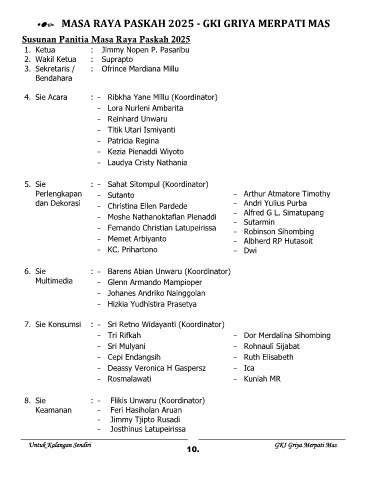 MASA RAYA PASKAH 2025 - GKI GRIYA MERPATI MAS
Susunan Panitia Masa Raya Paskah 2025
1. Ketua : Jimmy Nopen P. Pasaribu
2. Wakil Ketua : Suprapto
3. Sekretaris / : Ofrince Mardiana Millu
Bendahara
4. Sie Acara : – Ribkha Yane Millu (Koordinator)
– Lora Nurleni Ambarita
– Reinhard Unwaru
– Titik Utari Ismiyanti
– Patricia Regina
– Kezia Pienaddi Wiyoto
– Laudya Cristy Nathania
5. Sie Perlengkapan dan Dekorasi : – Sahat Sitompul (Koordinator)
– Sutanto
– Christina Ellen Pardede
– Moshe Nathanoktafian Pienaddi
– Fernando Christian Latupeirissa
– Memet Arbiyanto
– KC. Prihartono
– Arthur Atmatore Timothy
– Andri Yulius Purba
– Alfred G L. Simatupang
– Sutarmin
– Robinson Sihombing
– Albherd RP Hutasoit
– Dwi
6. Sie Multimedia : – Barens Abian Unwaru (Koordinator)
– Glenn Armando Mampioper
– Johanes Andriko Nainggolan
– Hizkia Yudhistira Prasetya
7. Sie Konsumsi : – Sri Retno Widayanti (Koordinator)
– Tri Rifkah
– Sri Mulyani
– Cepi Endangsih
– Deassy Veronica H Gaspersz
– Rosmalawati
– Dor Merdalina Sihombing
– Rohnauli Sijabat
– Ruth Elisabeth
– Ica
– Kuniah MR
8. Sie Keamanan : – Flikis Unwaru (Koordinator)
– Feri Hasiholan Aruan
– Jimmy Tjipto Rusadi
– Josthinus Latupeirissa
Untuk Kalangan Sendiri
10.
GKI Griya Merpati Mas